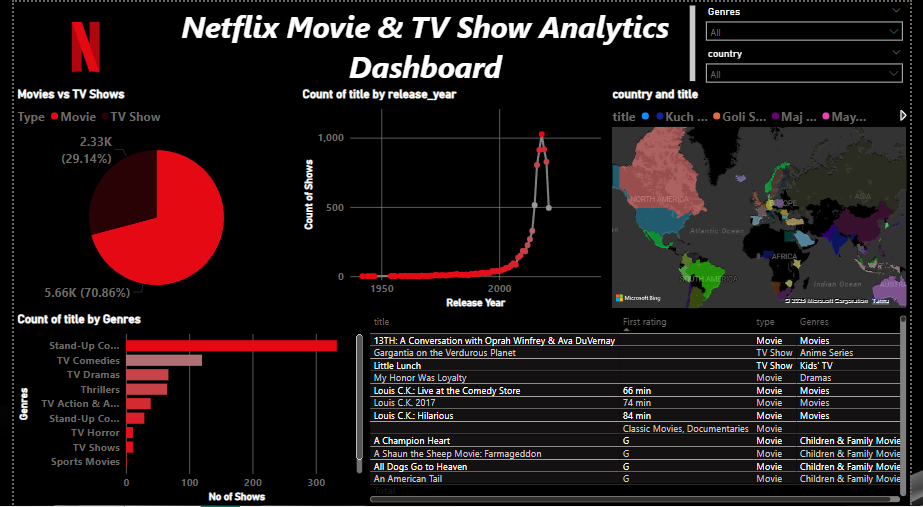 Netflix Movie & TV Show Analytics
Dashboard
Genres
All
country
All
Movies vs TV Shows
Type Movie TV Show
2.33K
(29.14%)
5.66K (70.86%)
Count of title by release_year
Count of Shows
1,000
500
0
1950
2000
Release Year
country and title
title Kuch ... Goli S... Maj ... May...
NORTH AMERICA
EUROPE
ASIA
Atlantic Ocean
AFRICA
SOUTH AMERICA
Indian Ocean
AUSTR
Microsoft Bing
Microsoft Corporation Terms
Count of title by Genres
Genres
Stand-Up Co...
TV Comedies
TV Dramas
Thrillers
TV Action & A...
Stand-Up Co...
TV Horror
TV Shows
Sports Movies
0 100 200 300
No of Shows
title First rating type Genres
13TH: A Conversation with Oprah Winfrey & Ava DuVernay Movie Movies
Gargantia on the Verdurous Planet TV Show Anime Series
Little Lunch TV Show Kids' TV
My Honor Was Loyalty Movie Dramas
Louis C.K.: Live at the Comedy Store 66 min Movie Movies
Louis C.K. 2017 74 min Movie Movies
Louis C.K.: Hilarious 84 min Movie Movies
Classic Movies, Documentaries Movie
A Champion Heart G Movie Children & Family Movie
A Shaun the Sheep Movie: Farmageddon G Movie Children & Family Movie
All Dogs Go to Heaven G Movie Children & Family Movie
An American Tail G Movie Children & Family Movie
Total